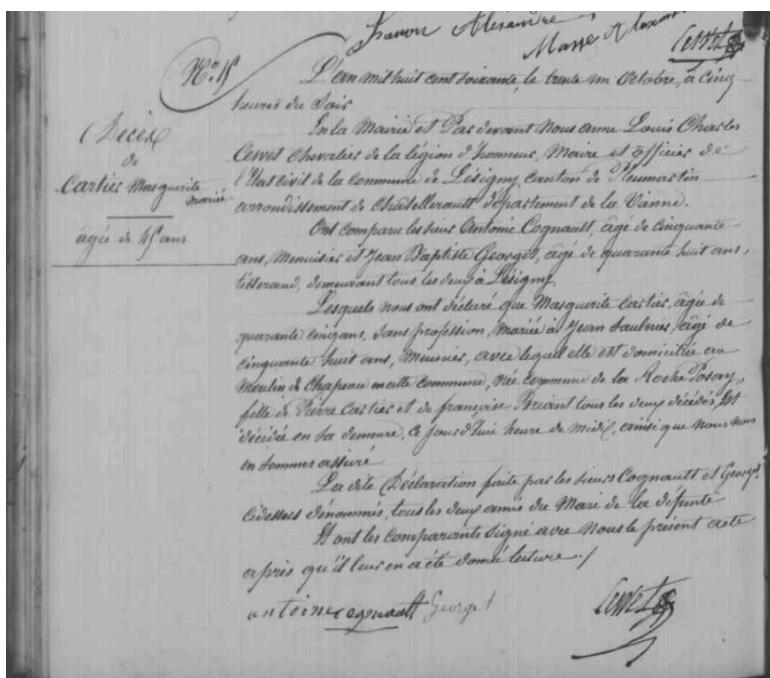 Alexandre
Masse Alexandre
Cerret
No. 15
Décès
de
Cartier Marguerite
mariée
âgée de 45 ans
L'an mil huit cent soixante, le trente un Octobre, à cinq
heures du Soir
En la Mairie et Par devant Nous Anne Louis Charles
Cerret Chevalier de la légion d'honneur, Maire et officier de
l'Etat civil de la Commune de Lésigny, canton de Pleumartin
arrondissement de Chatellerault département de la Vienne.
Ont comparu les sieurs Antoine Cognault, âgé de cinquante
ans, Menuisier et Jean Baptiste Georget, âgé de quarante huit ans,
tisserand, demeurant tous les deux à Lésigny
Lesquels nous ont déclaré que Marguerite Cartier, âgée de
quarante cinq ans, Sans profession, Mariée à Jean Saulnier, âgé de
cinquante huit ans, Meunier, avec lequel elle est domiciliée au
Moulin de Chapeau en cette Commune, née commune de la Roche Posay,
fille de Pierre Cartier et de françoise Briant tous les deux décédés, Est
décédée en Sa demeure, ce jourd'hui heure de midi, ainsi que Nous nous
en Sommes assuré
La dite Déclaration faite par les sieurs Cognault et Georget
cidessus dénommés, tous les deux amis du Mari de la défunte
Et ont les Comparants Signé avec Nous le présent acte
après qu'il leur en a été donné lecture ./
antoine cognault Georget
Cerret